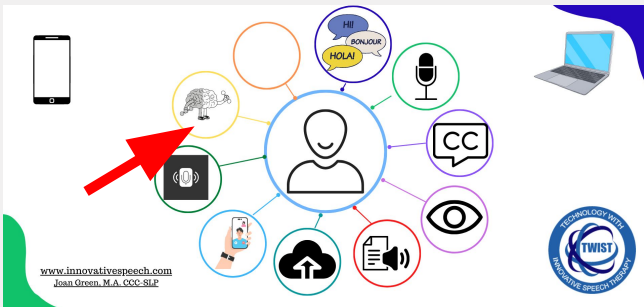 HI!
BONJOUR
HOLA!
CC
www.innovativespeech.com
Joan Green, M.A. CCC-SLP
TECHNOLOGY WITH
TWIST
INNOVATIVE SPEECH THERAPY